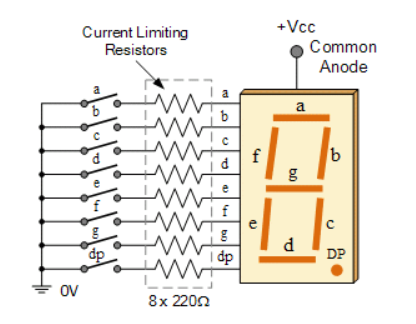 Current Limiting
Resistors
+Vcc
Common
Anode
a
b
c
d
e
f
g
dp
a
b
c
d
e
f
g
dp
a
f
b
g
e
c
d
DP
0V
8 x 220Ω